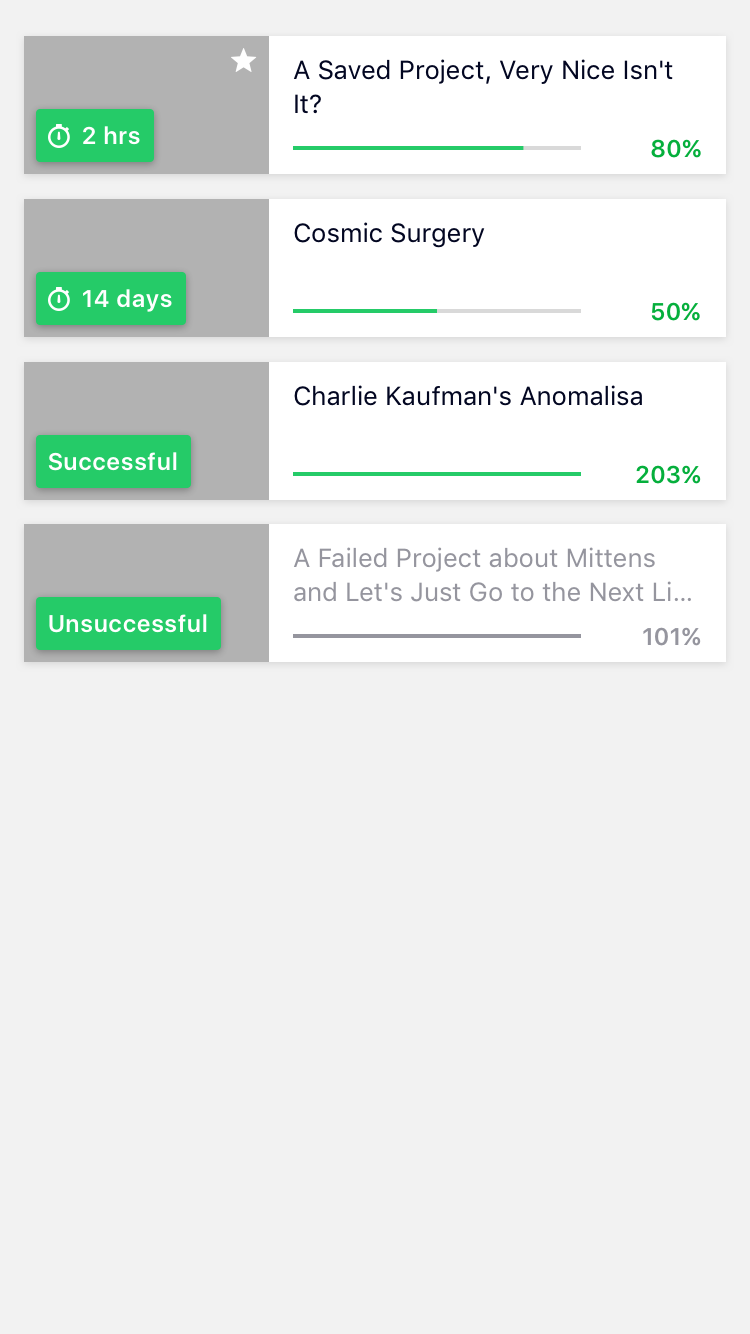 2 hrs
A Saved Project, Very Nice Isn't
It?
80%
14 days
Cosmic Surgery
50%
Successful
Charlie Kaufman's Anomalisa
203%
Unsuccessful
A Failed Project about Mittens
and Let's Just Go to the Next Li...
101%